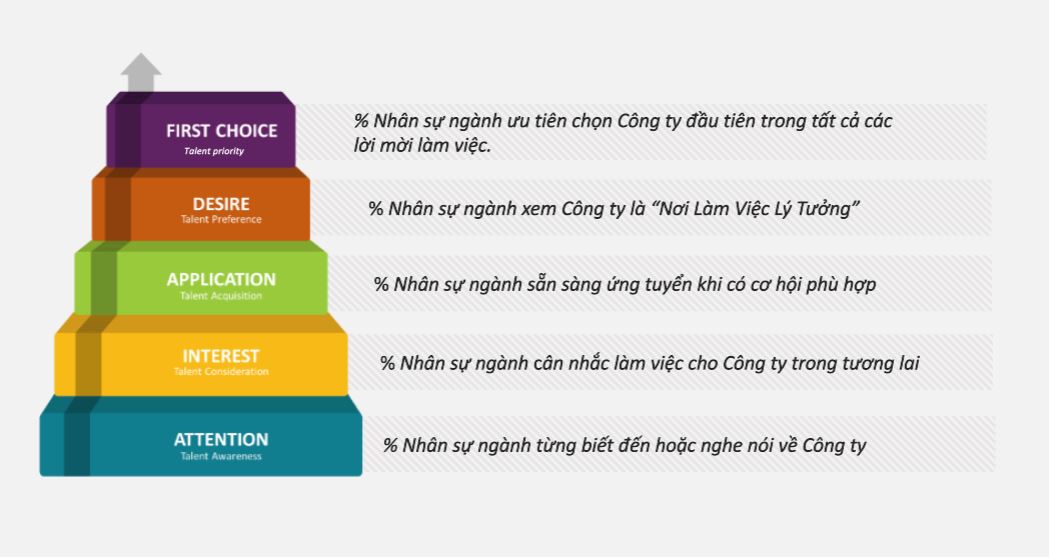 FIRST CHOICE
Talent priority
% Nhân sự ngành ưu tiên chọn Công ty đầu tiên trong tất cả các
lời mời làm việc.
DESIRE
Talent Preference
% Nhân sự ngành xem Công ty là “Nơi Làm Việc Lý Tưởng”
APPLICATION
Talent Acquisition
% Nhân sự ngành sẵn sàng ứng tuyển khi có cơ hội phù hợp
INTEREST
Talent Consideration
% Nhân sự ngành cân nhắc làm việc cho Công ty trong tương lai
ATTENTION
Talent Awareness
% Nhân sự ngành từng biết đến hoặc nghe nói về Công ty